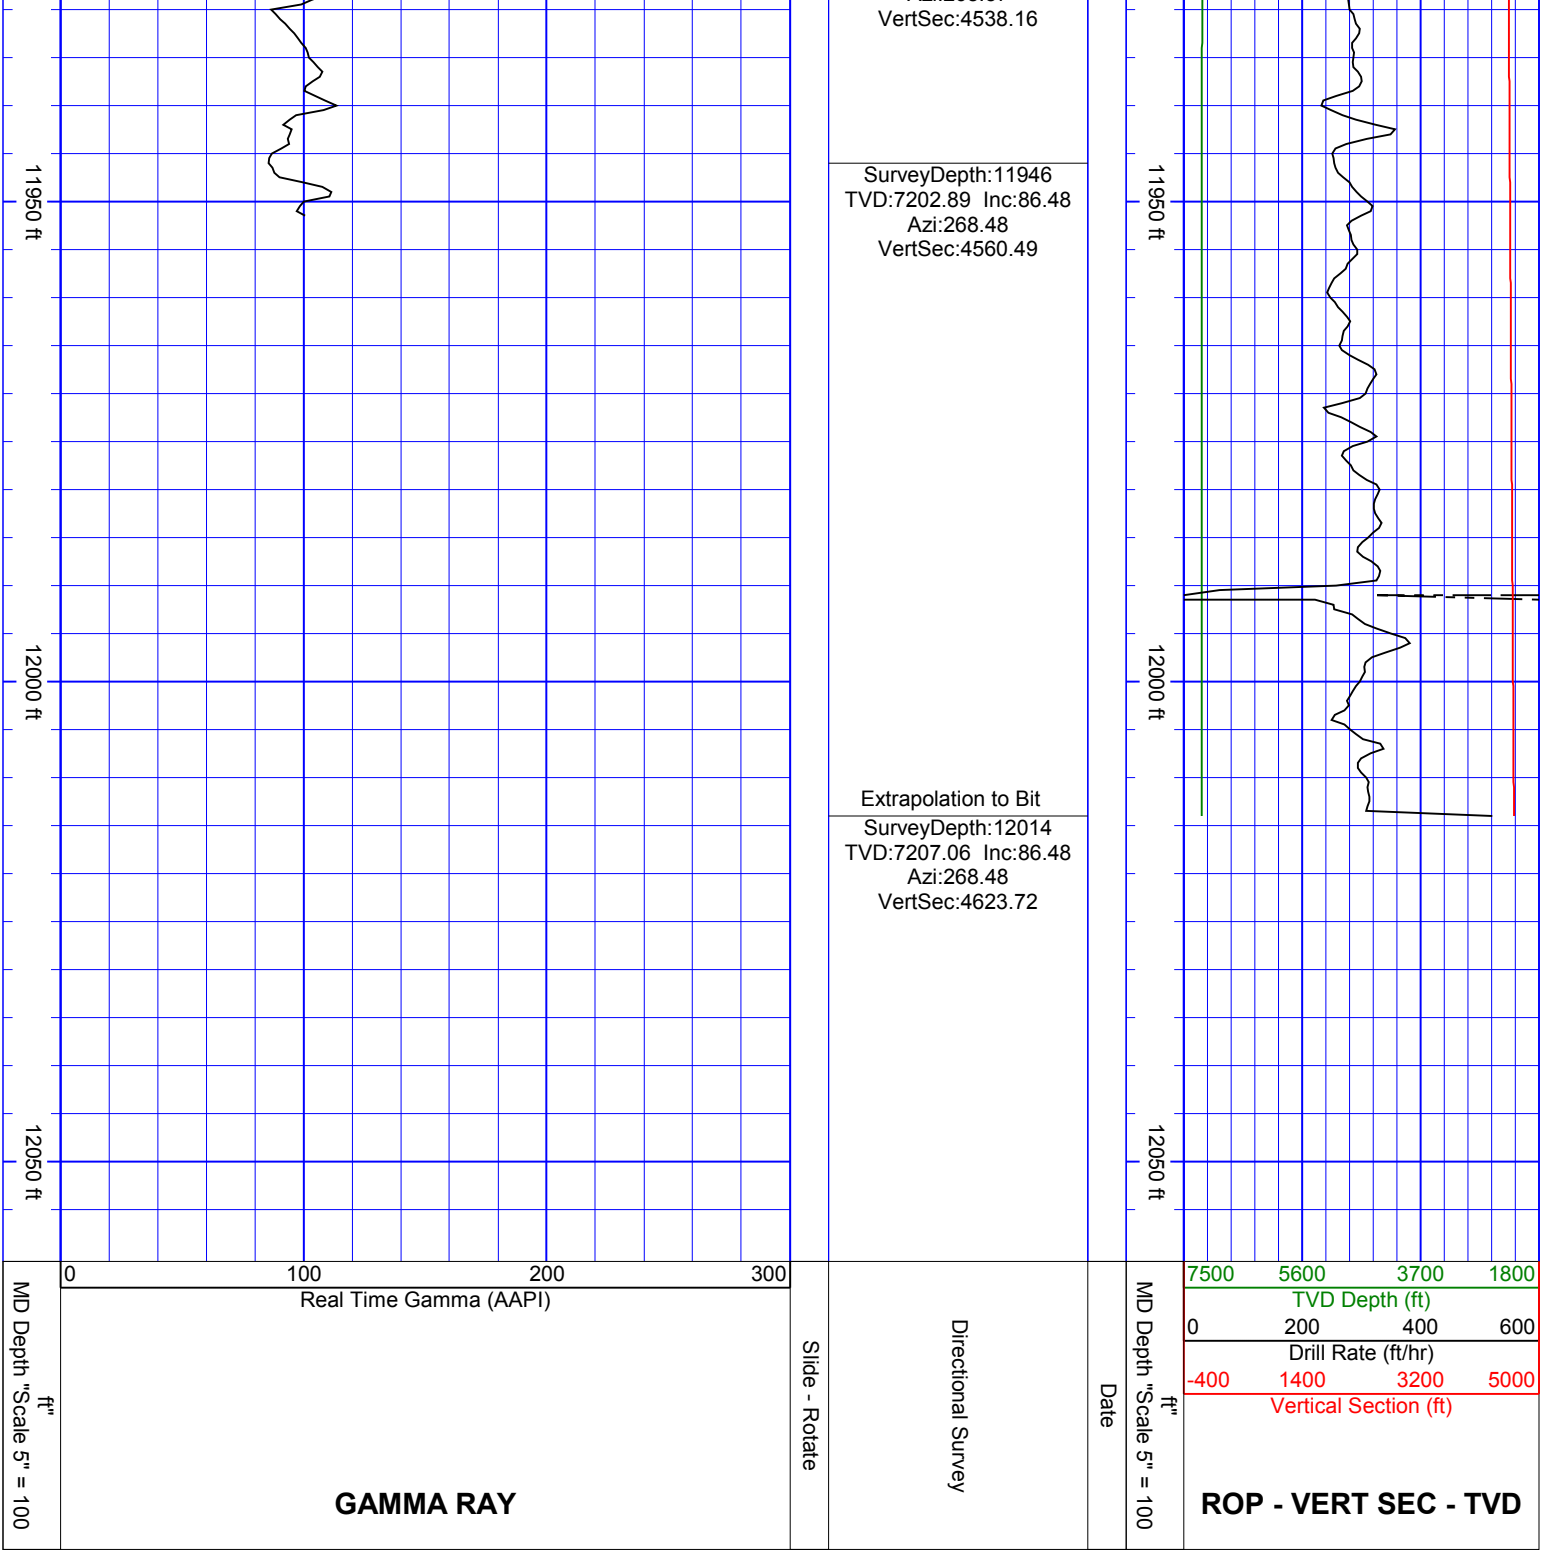 VertSec:4538.16
11950 ft
SurveyDepth:11946
TVD:7202.89 Inc:86.48
Azi:268.48
VertSec:4560.49
11950 ft
12000 ft
12000 ft
Extrapolation to Bit
SurveyDepth:12014
TVD:7207.06 Inc:86.48
Azi:268.48
VertSec:4623.72
12050 ft
12050 ft
MD Depth "Scale 5" = 100
ft"
0 100 200 300
Real Time Gamma (AAPI)
GAMMA RAY
Slide - Rotate
Directional Survey
Date
MD Depth "Scale 5" = 100
ft"
7500 5600 3700 1800
TVD Depth (ft)
0 200 400 600
Drill Rate (ft/hr)
-400 1400 3200 5000
Vertical Section (ft)
ROP - VERT SEC - TVD